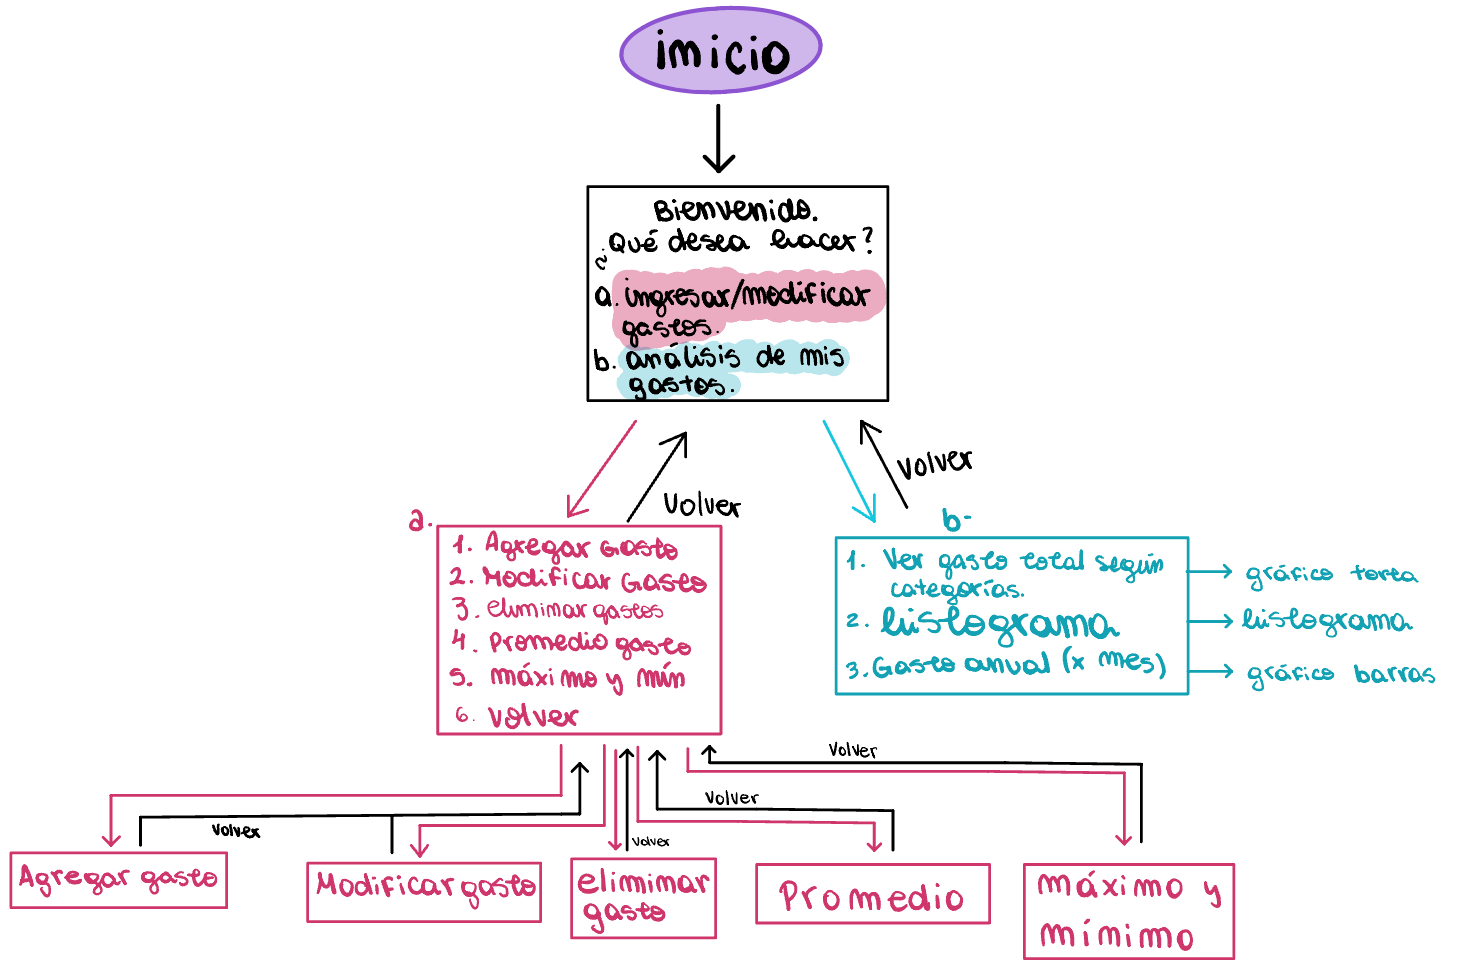 inicio
Bienvenido.
¿Qué desea hacer?
a. ingresar/modificar
gastos.
b. análisis de mis
gastos.
Volver
Volver
a.
1. Agregar Gasto
2. Modificar Gasto
3. eliminar gastos
4. Promedio gasto
5. máximo y mín
6. volver
b-
1. Ver gasto total según
categorías.
2. histograma
3. Gasto anual (x mes)
gráfico torta
histograma
gráfico barras
Volver
Volver
Volver
Volver
Agregar gasto
Modificar gasto
eliminar
gasto
Promedio
máximo y
mínimo